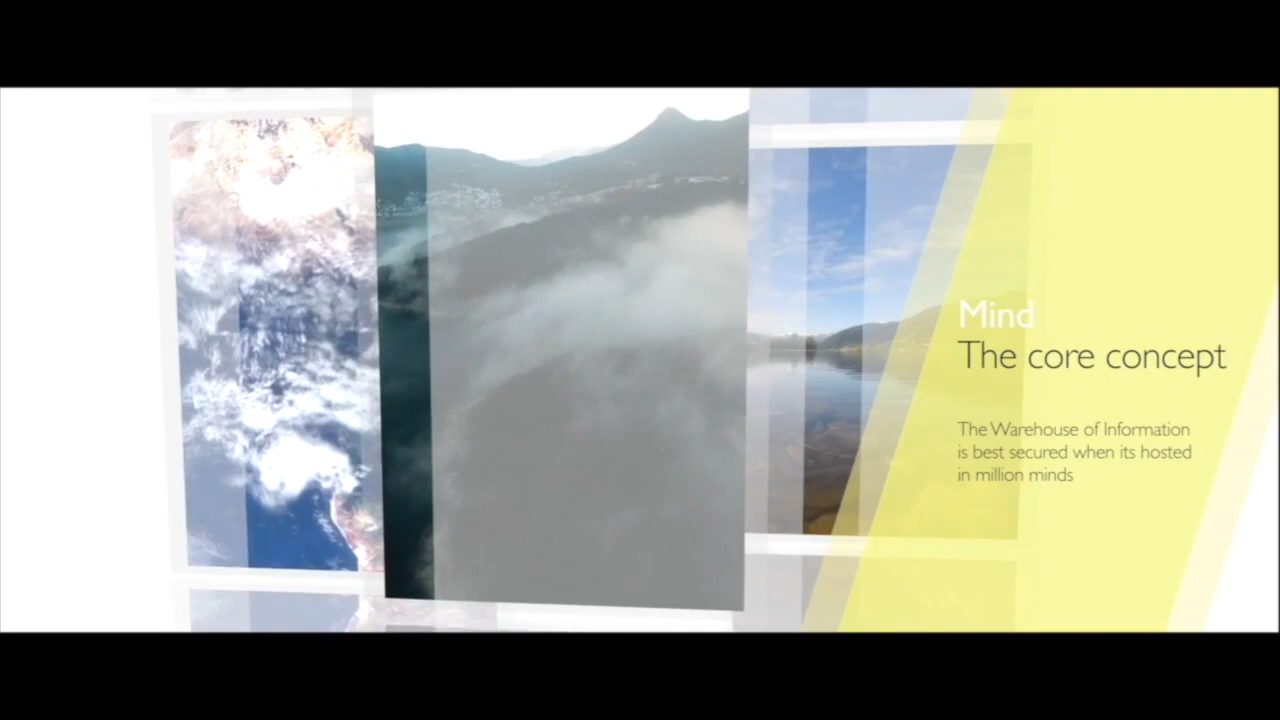 Mind
The core concept
The Warehouse of Information
is best secured when its hosted
in million minds